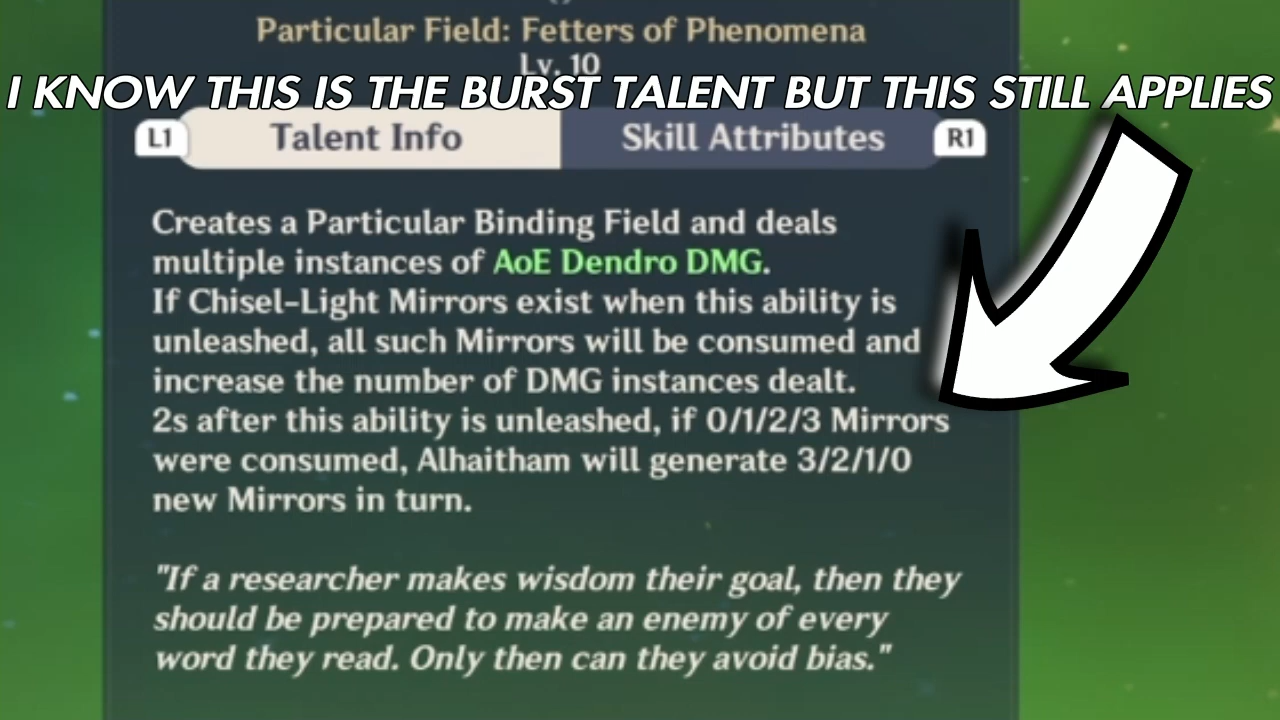 Particular Field: Fetters of Phenomena
Lv. 10
I KNOW THIS IS THE BURST TALENT BUT THIS STILL APPLIES
L1 Talent Info Skill Attributes R1
Creates a Particular Binding Field and deals
multiple instances of AoE Dendro DMG.
If Chisel-Light Mirrors exist when this ability is
unleashed, all such Mirrors will be consumed and
increase the number of DMG instances dealt.
2s after this ability is unleashed, if 0/1/2/3 Mirrors
were consumed, Alhaitham will generate 3/2/1/0
new Mirrors in turn.
"If a researcher makes wisdom their goal, then they
should be prepared to make an enemy of every
word they read. Only then can they avoid bias."